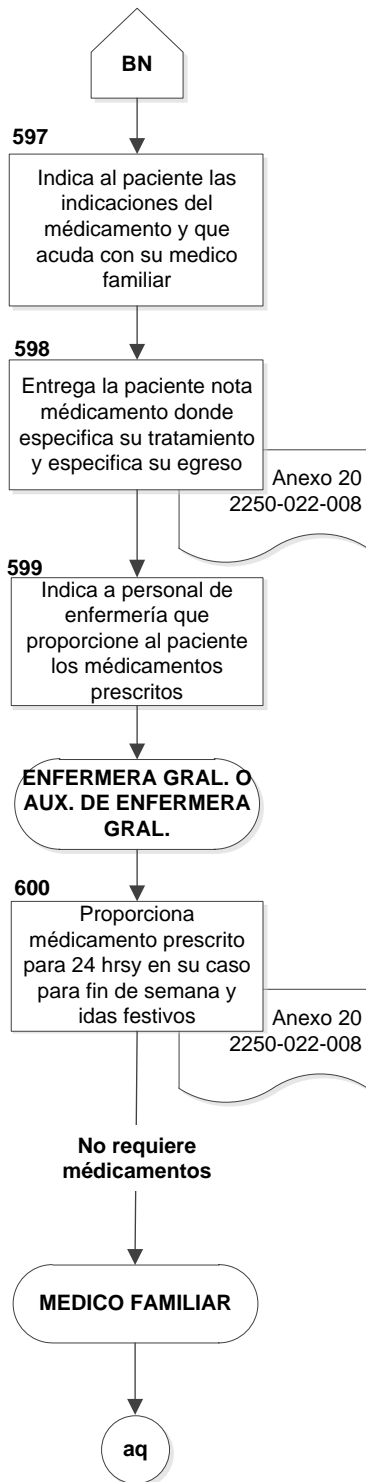 BN
597
Indica al paciente las
indicaciones del
médicamento y que
acuda con su medico
familiar
598
Entrega la paciente nota
médicamento donde
especifica su tratamiento
y especifica su egreso
Anexo 20
2250-022-008
599
Indica a personal de
enfermería que
proporcione al paciente
los médicamentos
prescritos
ENFERMERA GRAL. O
AUX. DE ENFERMERA
GRAL.
600
Proporciona
médicamento prescrito
para 24 hrsy en su caso
para fin de semana y
idas festivos
Anexo 20
2250-022-008
No requiere
médicamentos
MEDICO FAMILIAR
aq